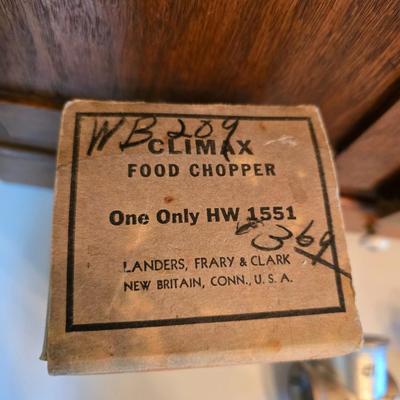 WB 209
CLIMAX
FOOD CHOPPER
One Only HW 1551
369
LANDERS, FRARY & CLARK
NEW BRITAIN, CONN., U. S. A.